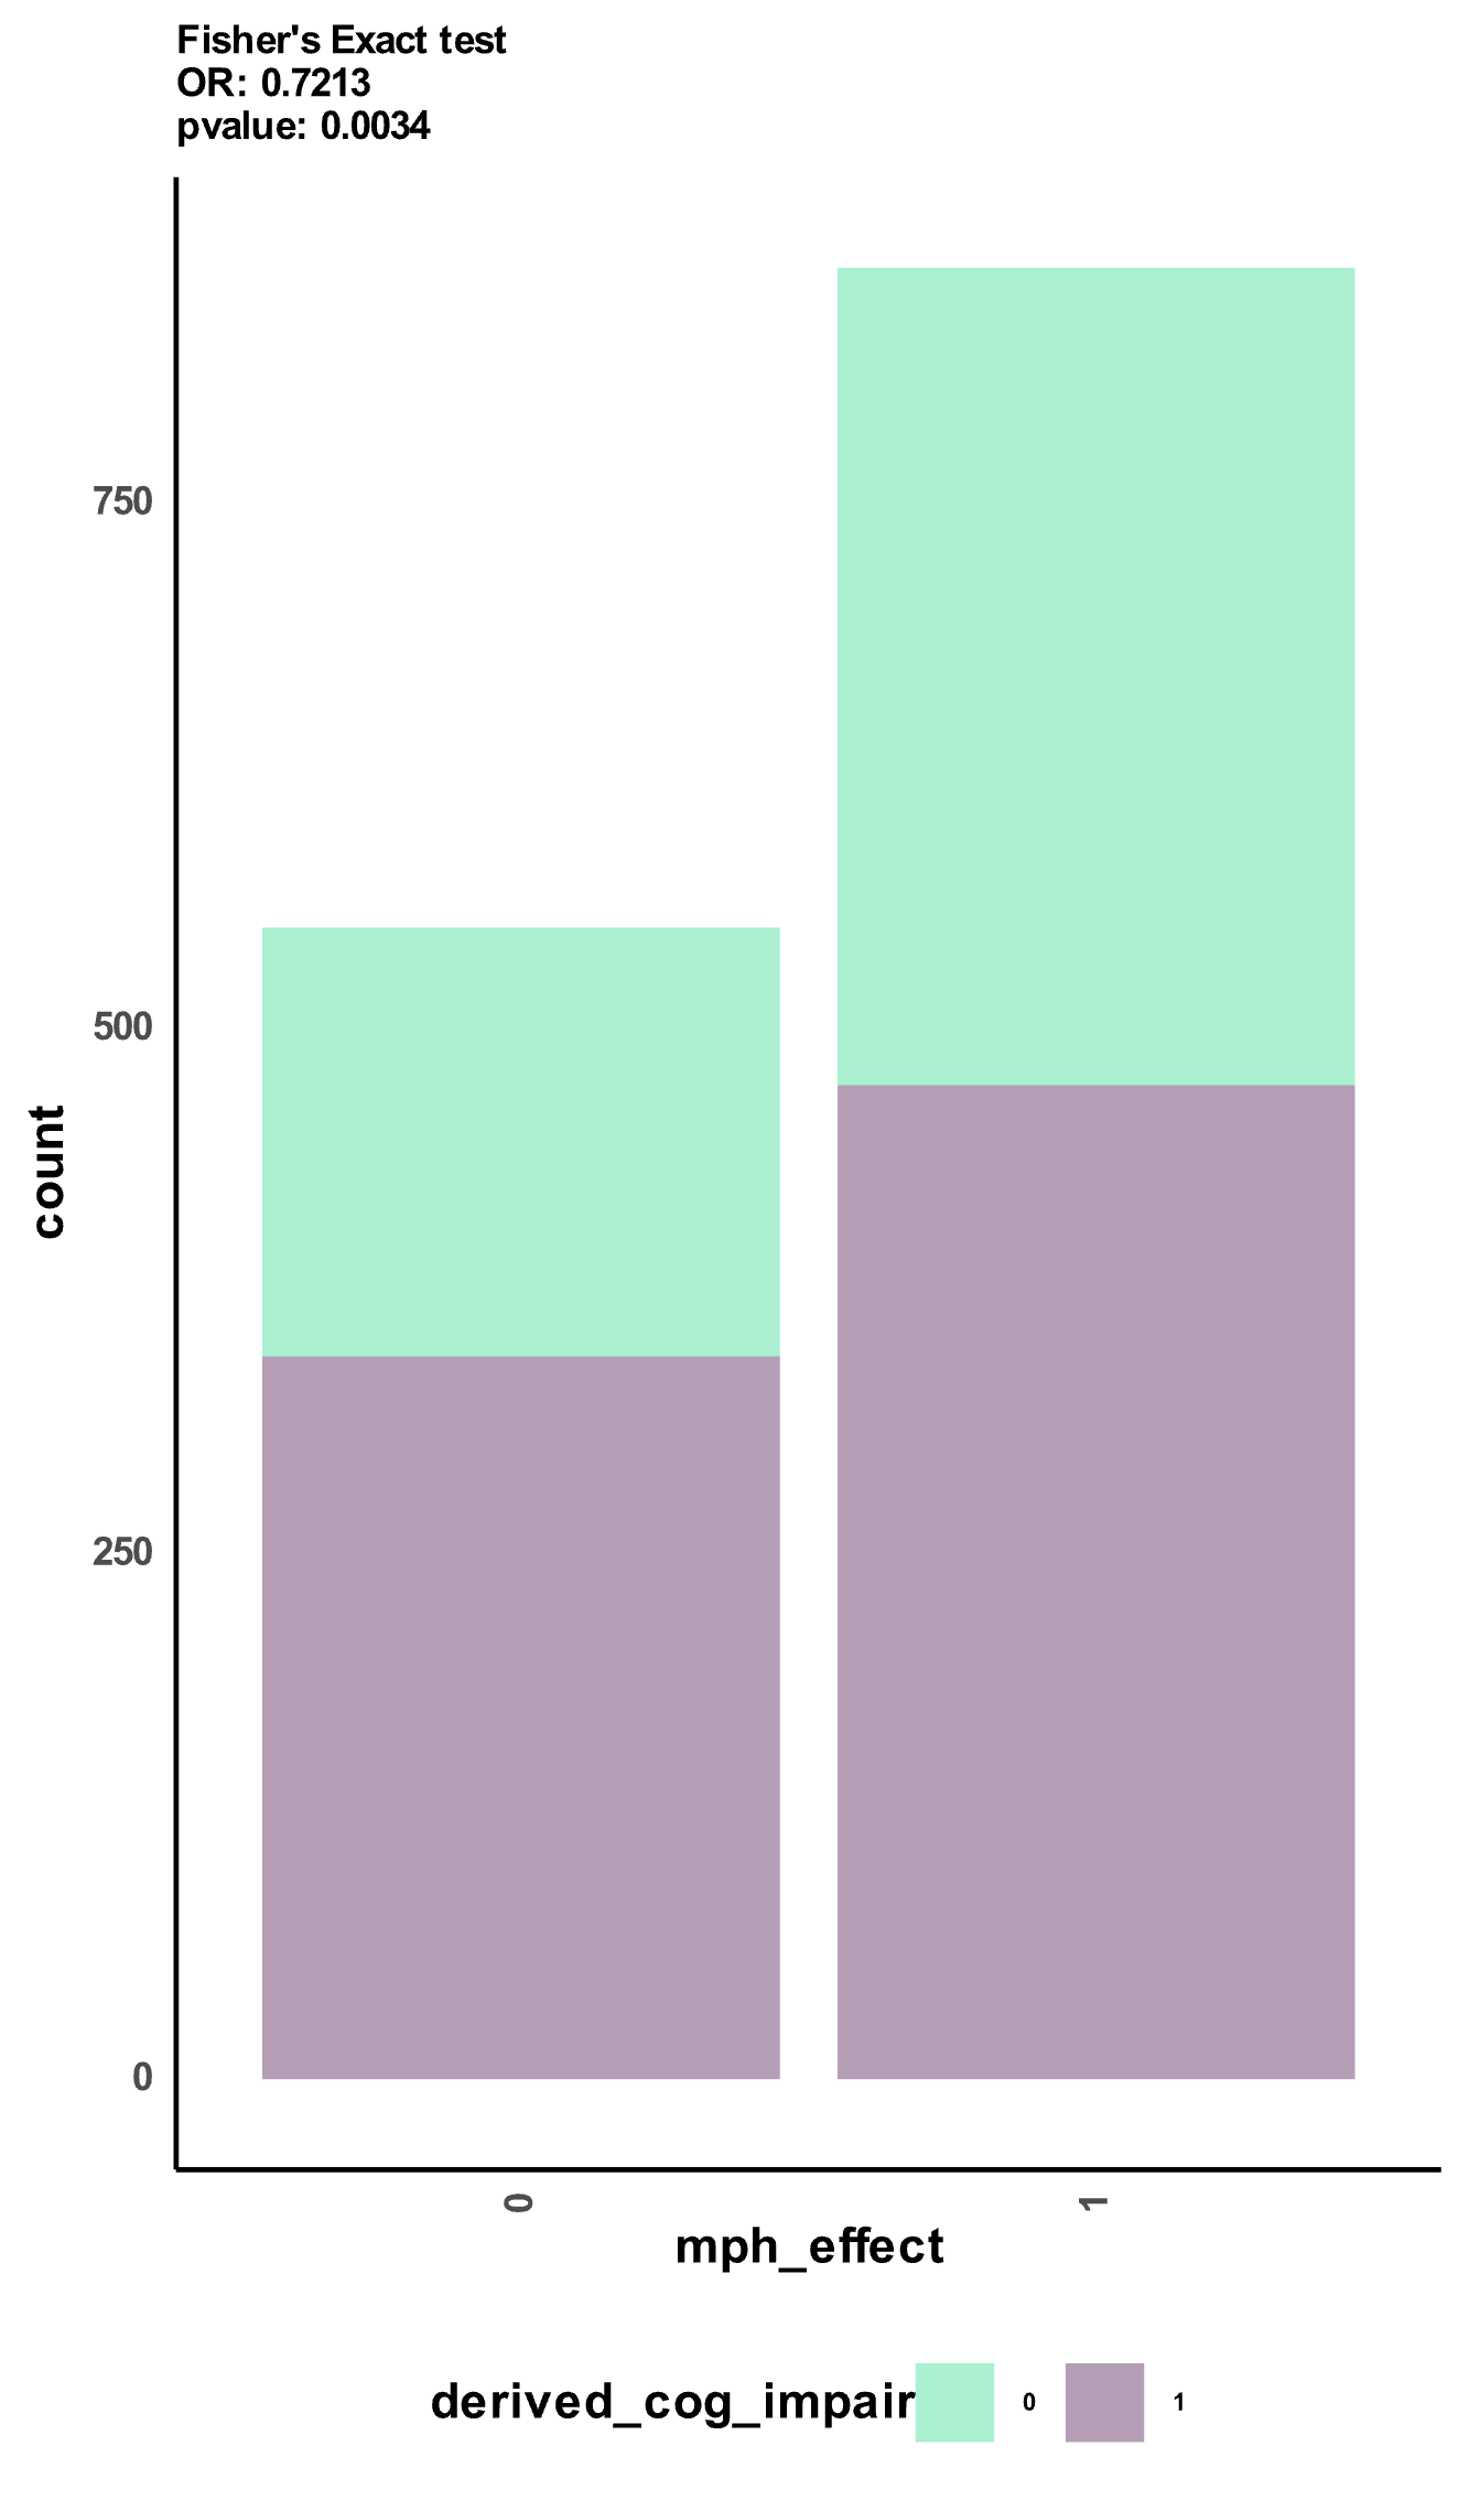 Fisher's Exact test
OR: 0.7213
pvalue: 0.0034
750
500
250
0
count
0
1
mph_effect
derived_cog_impair 0 1